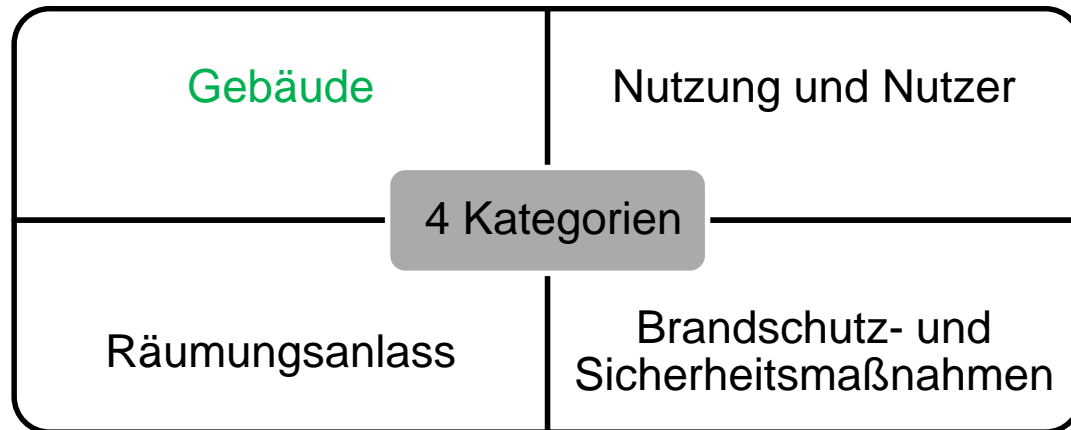 Gebäude
Nutzung und Nutzer
4 Kategorien
Räumungsanlass
Brandschutz- und
Sicherheitsmaßnahmen